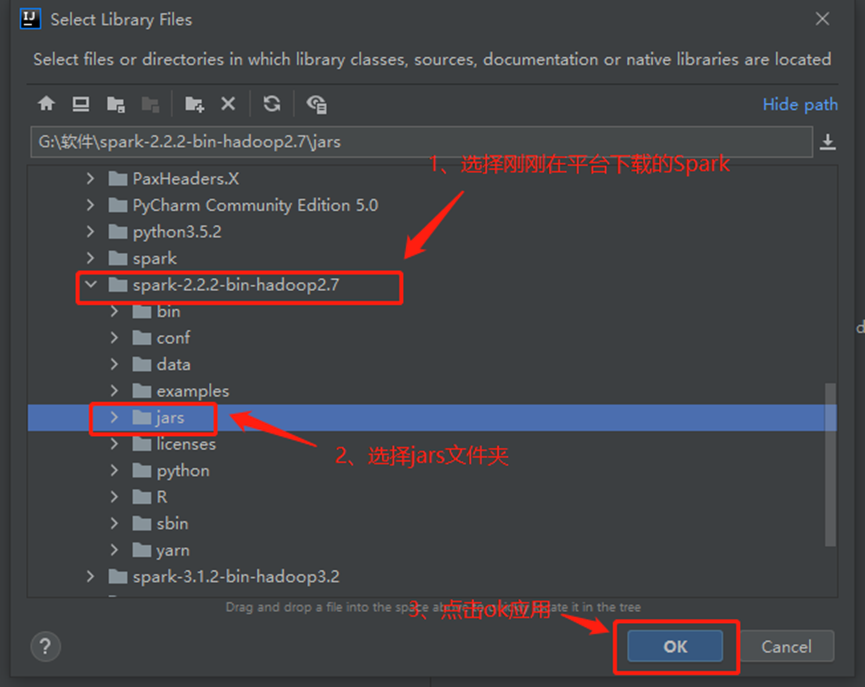 IJ
Select Library Files
Select files or directories in which library classes, sources, documentation or native libraries are located
Hide path
G:\软件\spark-2.2.2-bin-hadoop2.7\jars
1、选择刚刚在平台下载的Spark
PaxHeaders.X
PyCharm Community Edition 5.0
python3.5.2
spark
spark-2.2.2-bin-hadoop2.7
bin
conf
data
examples
jars
licenses
2、选择jars文件夹
python
R
sbin
yarn
spark-3.1.2-bin-hadoop3.2
Drag and drop a file into the space above to quickly locate it in the tree
3、点击ok应用
?
OK
Cancel